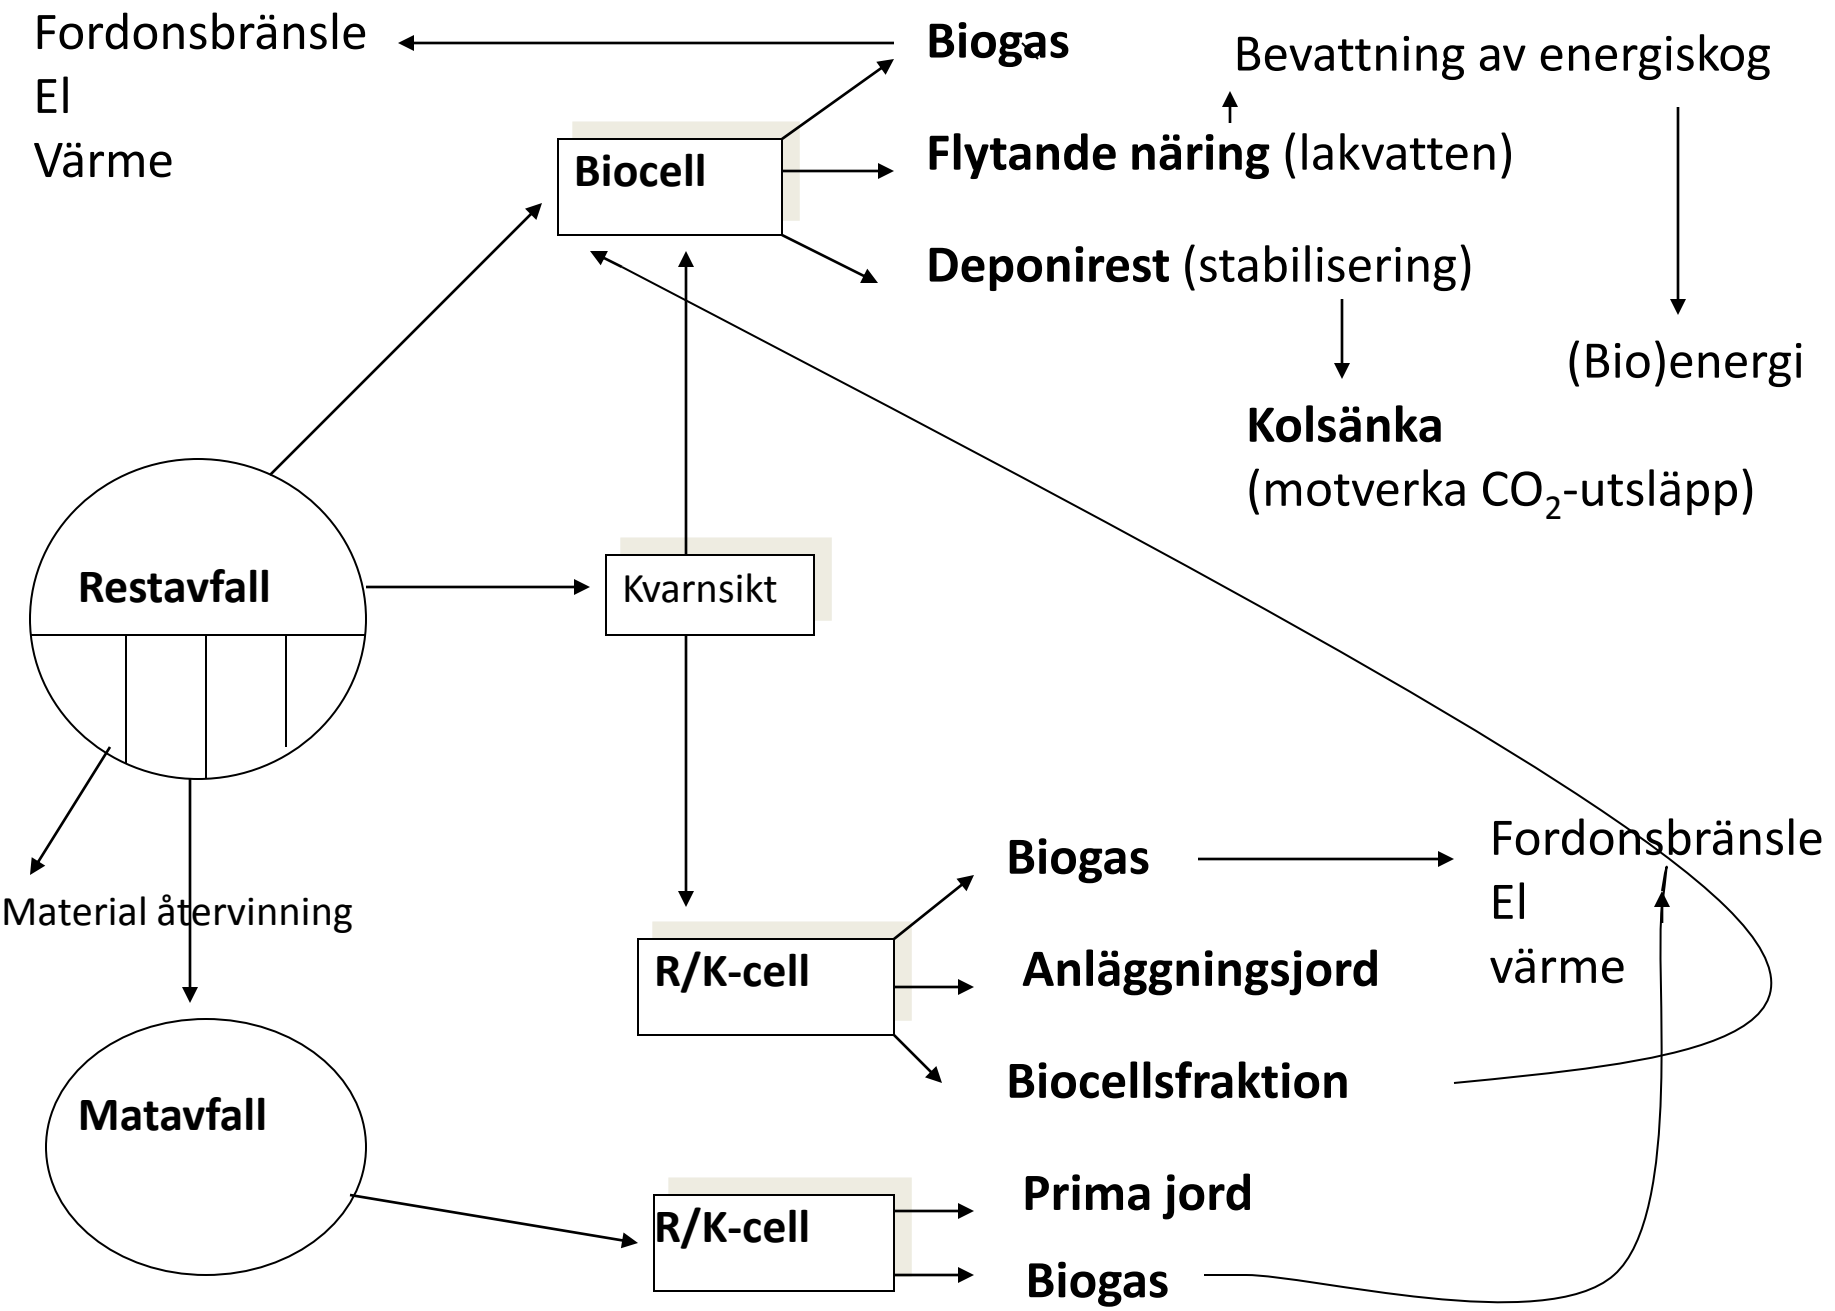 Fordonsbränsle
El
Värme
Biogas
Bevattning av energiskog
Biocell
Flytande näring (lakvatten)
Deponirest (stabilisering)
(Bio)energi
Kolsänka
(motverka CO₂-utsläpp)
Restavfall
Kvarnsikt
Material återvinning
Biogas
Fordonsbränsle
El
värme
R/K-cell
Anläggningsjord
Biocellsfraktion
Matavfall
Prima jord
R/K-cell
Biogas